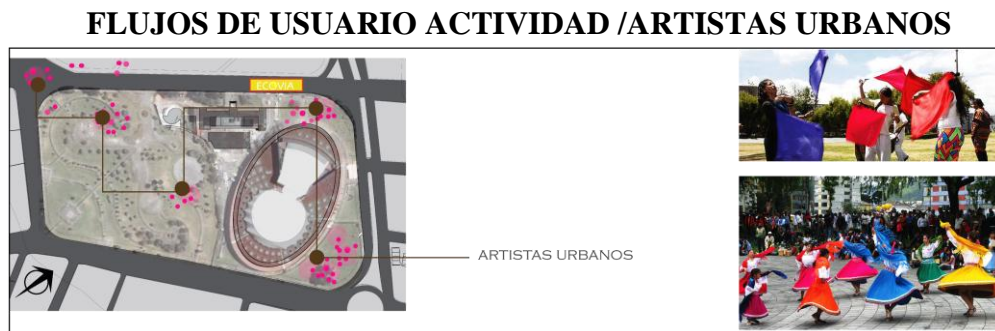 FLUJOS DE USUARIO ACTIVIDAD /ARTISTAS URBANOS
ECOVIA
ARTISTAS URBANOS